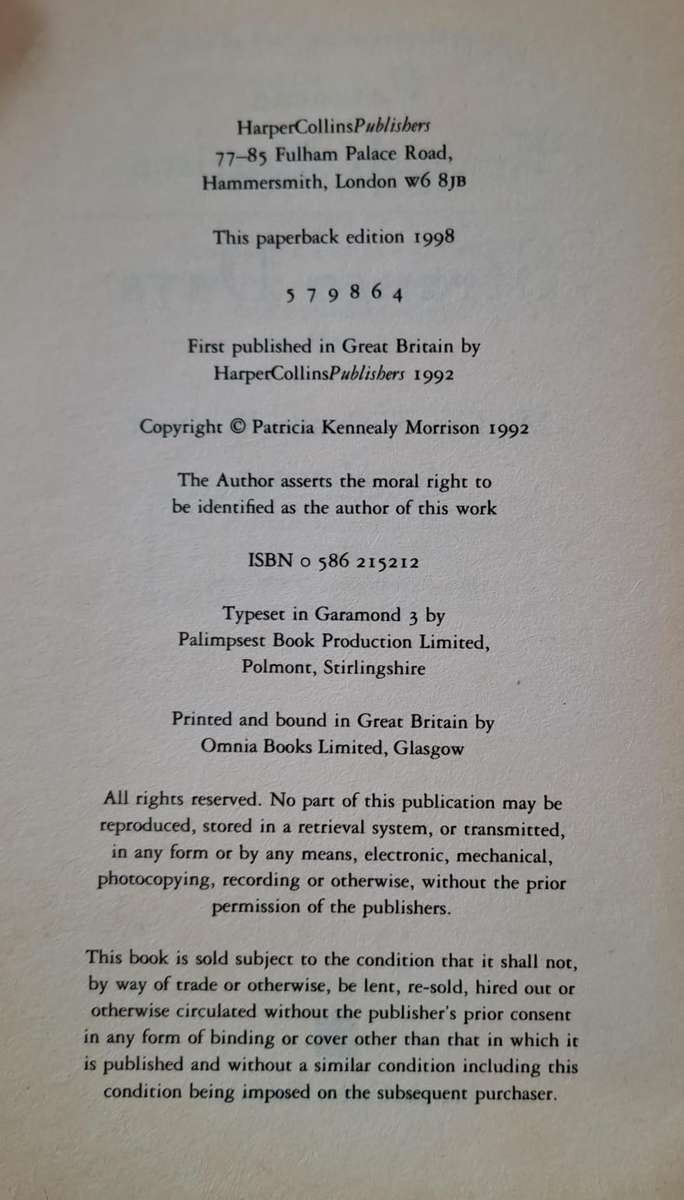 HarperCollinsPublishers
77–85 Fulham Palace Road,
Hammersmith, London W6 8JB
This paperback edition 1998
5 7 9 8 6 4
First published in Great Britain by
HarperCollinsPublishers 1992
Copyright © Patricia Kennealy Morrison 1992
The Author asserts the moral right to
be identified as the author of this work
ISBN 0 586 215212
Typeset in Garamond 3 by
Palimpsest Book Production Limited,
Polmont, Stirlingshire
Printed and bound in Great Britain by
Omnia Books Limited, Glasgow
All rights reserved. No part of this publication may be
reproduced, stored in a retrieval system, or transmitted,
in any form or by any means, electronic, mechanical,
photocopying, recording or otherwise, without the prior
permission of the publishers.
This book is sold subject to the condition that it shall not,
by way of trade or otherwise, be lent, re-sold, hired out or
otherwise circulated without the publisher's prior consent
in any form of binding or cover other than that in which it
is published and without a similar condition including this
condition being imposed on the subsequent purchaser.